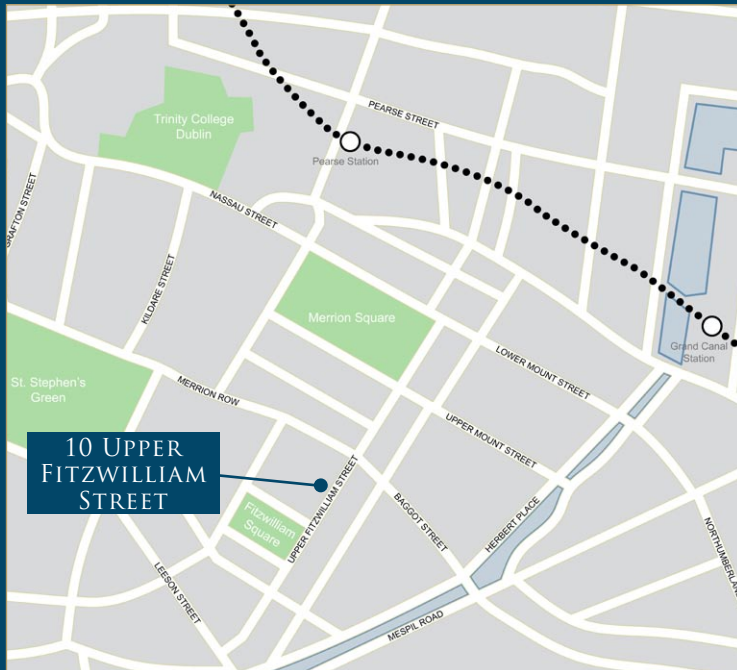 Trinity College
Dublin
PEARSE STREET
Pearse Station
GRAFTON STREET
NASSAU STREET
KILDARE STREET
Merrion Square
Grand Canal
Station
St. Stephen's
Green
MERRION ROW
LOWER MOUNT STREET
UPPER MOUNT STREET
10 UPPER
FITZWILLIAM
STREET
UPPER FITZWILLIAM STREET
BAGGOT STREET
Fitzwilliam
Square
HERBERT PLACE
LEESON STREET
MESPIL ROAD